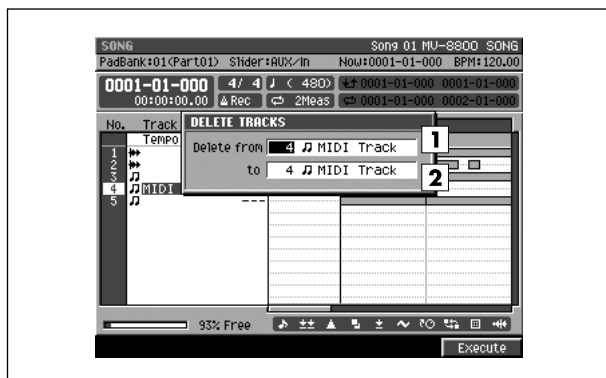 SONG Song 01 MV-8800 SONG
PadBank:01(Part01) Slider:AUX/In Now:0001-01-000 BPM:120.00
0001-01-000 4/ 4 ♩ ( 480) 0001-01-000 0001-01-000
00:00:00.00 Rec 2Meas 0001-01-000 0002-01-000
No. Track DELETE TRACKS
Tempo
Delete from 4 ♫ MIDI Track 1
1
2
to 4 ♫ MIDI Track 2
3 ♫
4 ♫ MIDI
5 ♫ ---
93% Free
Execute